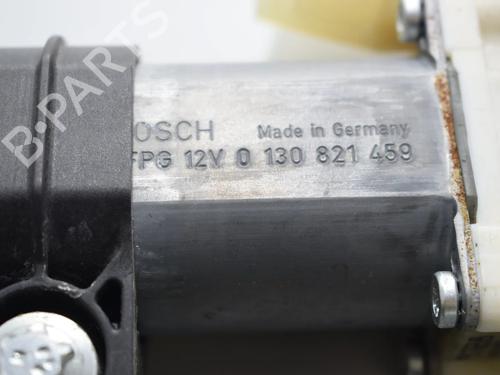 OSCH Made in Germany
FPG 12V 0 130 821 459
B-PARTS